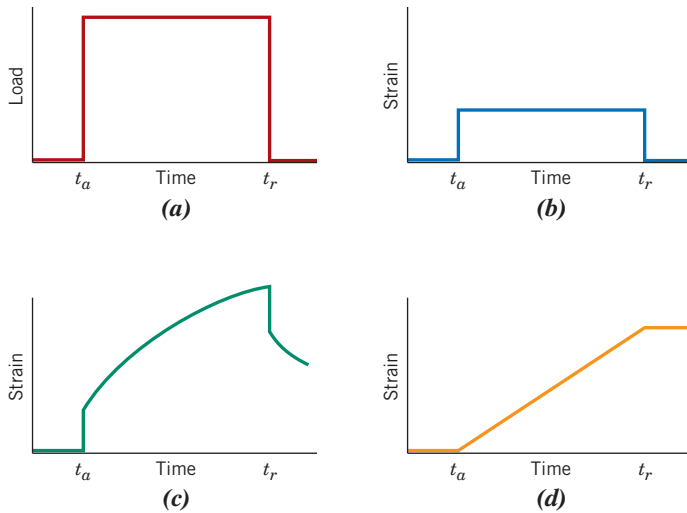 Load
t_a Time t_r
(a)
Strain
t_a Time t_r
(b)
Strain
t_a Time t_r
(c)
Strain
t_a Time t_r
(d)